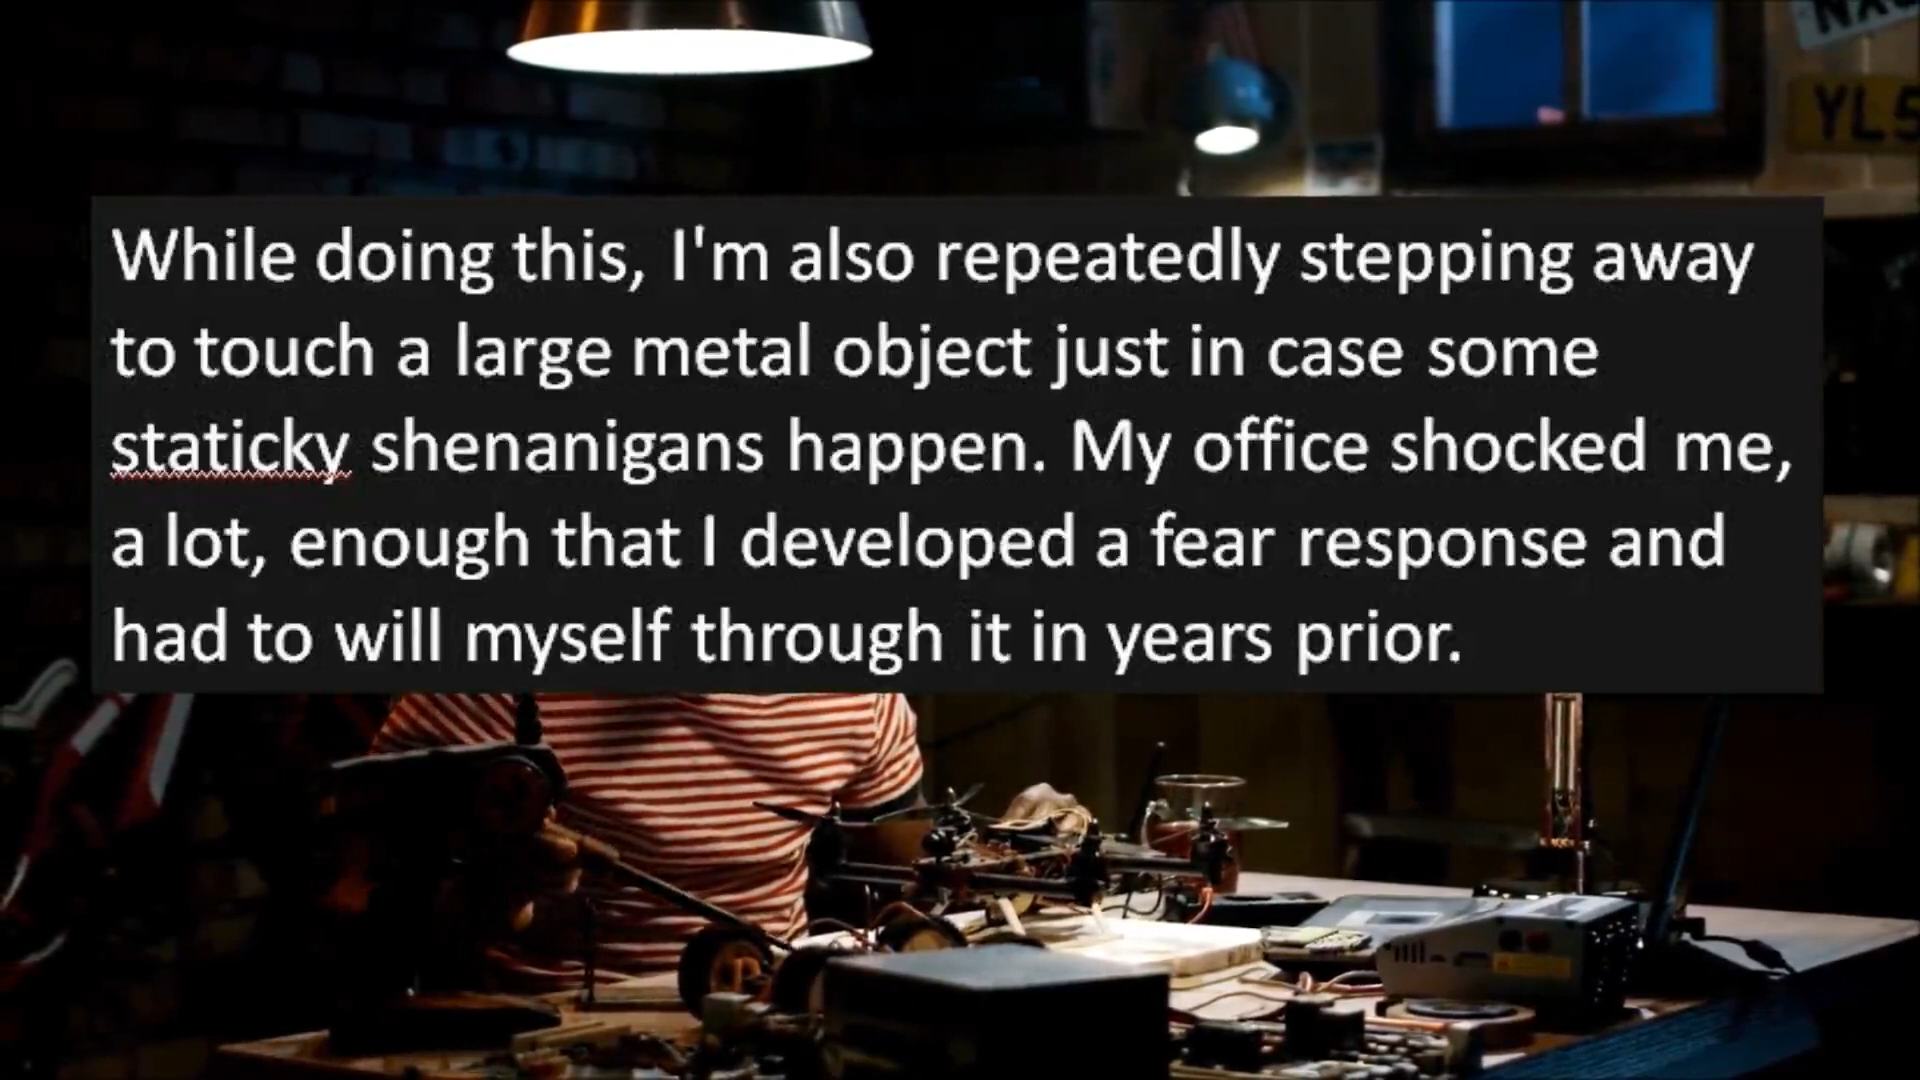 NX
YL5
While doing this, I'm also repeatedly stepping away
to touch a large metal object just in case some
staticky shenanigans happen. My office shocked me,
a lot, enough that I developed a fear response and
had to will myself through it in years prior.